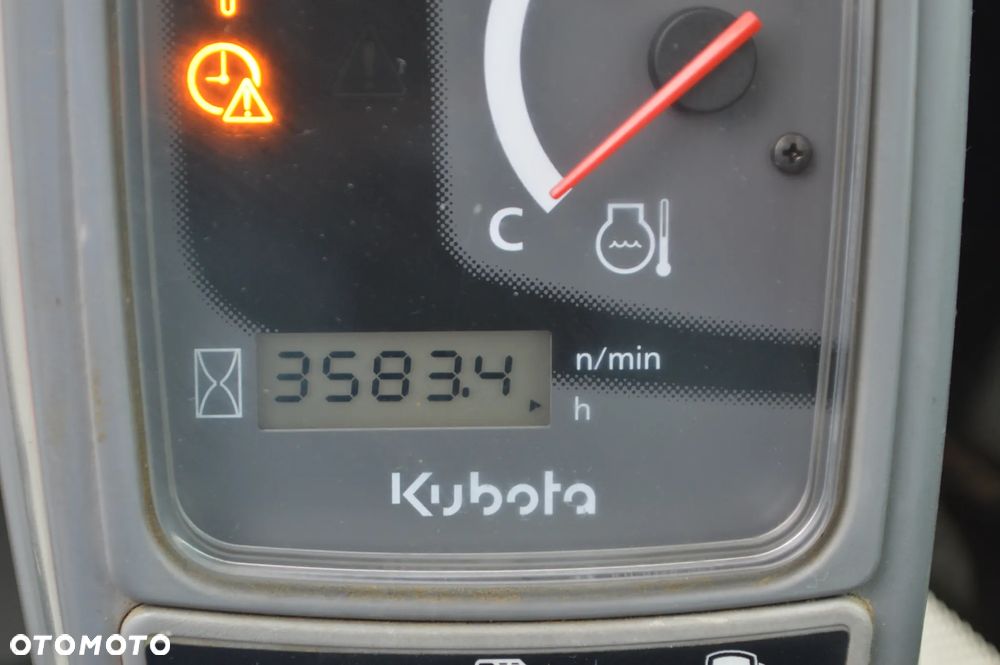 C
3583.4
n/min
h
Kubota
OTOMOTO